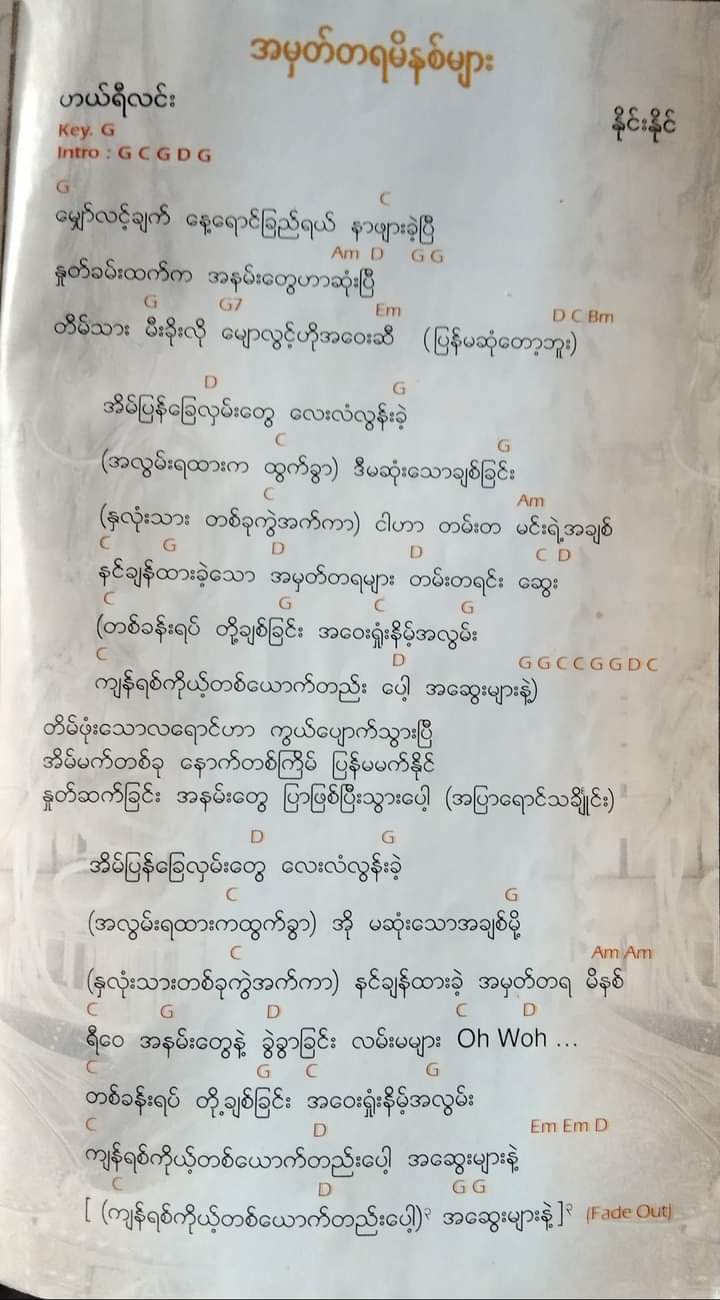 အမှတ်တရမိနစ်များ
ဟယ်ရီလင်း
နိုင်းနိုင်
Key. G
Intro : G C G D G
G C
မျှော်လင့်ချက် နေ့ရောင်ခြည်ရယ် နာဖျားခဲ့ပြီ
Am D G G
နှုတ်ခမ်းထက်က အနမ်းတွေဟာဆုံးပြီ
G G7 Em D C Bm
တိမ်သား မီးခိုးလို မျောလွင့်ဟိုအဝေးဆီ (ပြန်မဆုံတော့ဘူး)
D G
အိမ်ပြန်ခြေလှမ်းတွေ လေးလံလွန်းခဲ့
C G
(အလွမ်းရထားက ထွက်ခွာ) ဒီမဆုံးသောချစ်ခြင်း
C Am
(နှလုံးသား တစ်ခုကွဲအက်ကာ) ငါဟာ တမ်းတ မင်းရဲ့အချစ်
C G D D C D
နင်ချန်ထားခဲ့သော အမှတ်တရများ တမ်းတရင်း ဆွေး
C G C G
(တစ်ခန်းရပ် တို့ချစ်ခြင်း အဝေးရှုံးနိမ့်အလွမ်း
C D G G C C G G D C
ကျန်ရစ်ကိုယ့်တစ်ယောက်တည်း ပေါ့ အဆွေးများနဲ့)
တိမ်ဖုံးသောလရောင်ဟာ ကွယ်ပျောက်သွားပြီ
အိမ်မက်တစ်ခု နောက်တစ်ကြိမ် ပြန်မမက်နိုင်
နှုတ်ဆက်ခြင်း အနမ်းတွေ ပြာဖြစ်ပြီးသွားပေါ့ (အပြာရောင်သင်္ချိုင်း)
D G
အိမ်ပြန်ခြေလှမ်းတွေ လေးလံလွန်းခဲ့
C G
(အလွမ်းရထားကထွက်ခွာ) အို မဆုံးသောအချစ်မို့
C Am Am
(နှလုံးသားတစ်ခုကွဲအက်ကာ) နင်ချန်ထားခဲ့ အမှတ်တရ မိနစ်
C G D C D
ရီဝေ အနမ်းတွေနဲ့ ခွဲခွာခြင်း လမ်းမများ Oh Woh ...
C G C G
တစ်ခန်းရပ် တို့ချစ်ခြင်း အဝေးရှုံးနိမ့်အလွမ်း
C D Em Em D
ကျန်ရစ်ကိုယ့်တစ်ယောက်တည်းပေါ့ အဆွေးများနဲ့
C D G G
[ (ကျန်ရစ်ကိုယ့်တစ်ယောက်တည်းပေါ့)၃ အဆွေးများနဲ့ ]၃ (Fade Out)